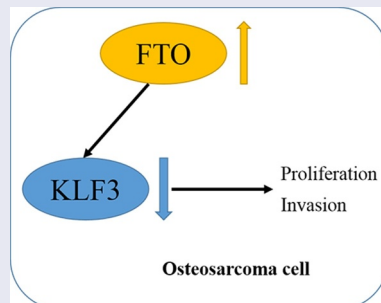 FTO
KLF3
Proliferation
Invasion
Osteosarcoma cell